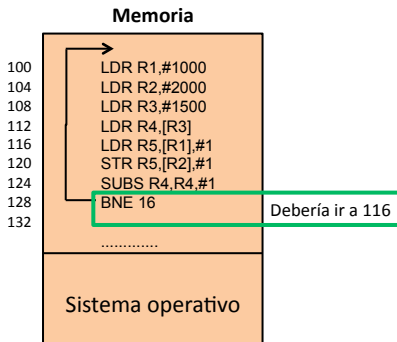 Memoria
100 LDR R1,#1000
104 LDR R2,#2000
108 LDR R3,#1500
112 LDR R4,[R3]
116 LDR R5,[R1],#1
120 STR R5,[R2],#1
124 SUBS R4,R4,#1
128 BNE 16
Debería ir a 116
132
.............
Sistema operativo